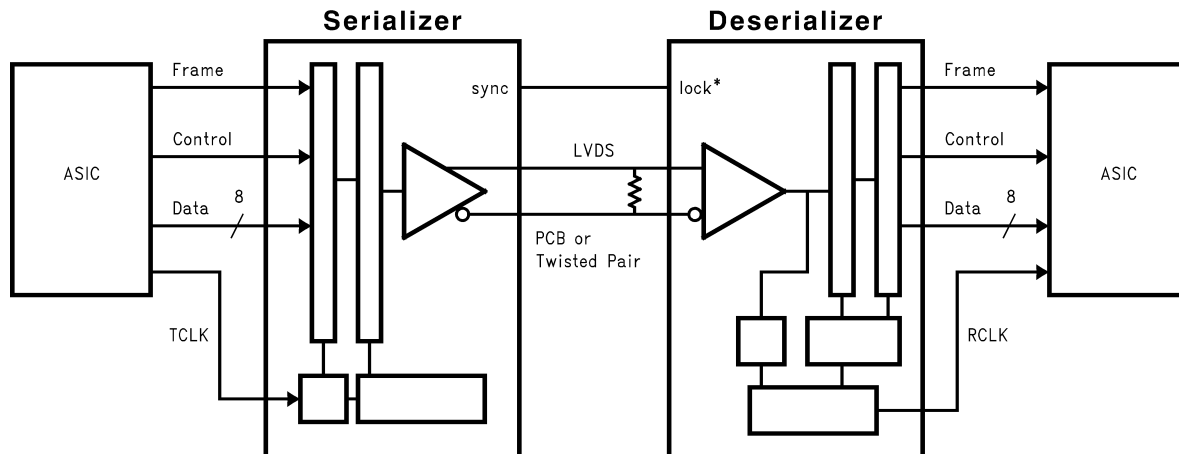 Serializer
Deserializer
Frame
sync
lock*
Frame
Control
LVDS
Control
ASIC
ASIC
Data
8
Data
8
PCB or
Twisted Pair
TCLK
RCLK